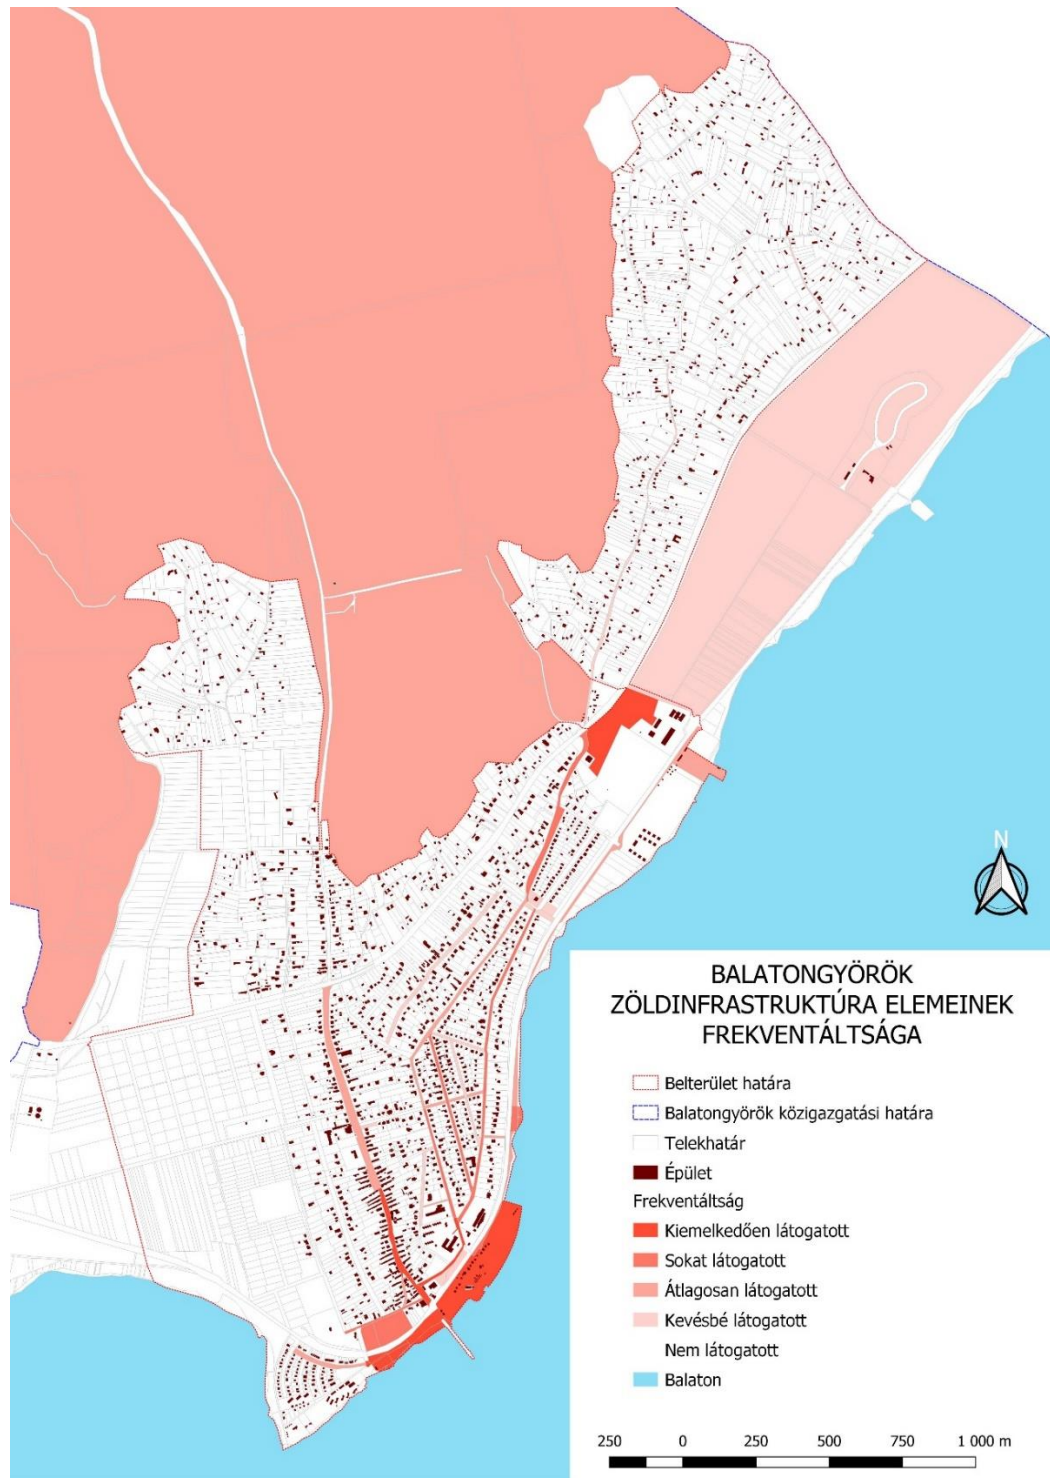 N
BALATONGYÖRÖK
ZÖLDINFRASTRUKTÚRA ELEMEINEK
FREKVENTÁLTSÁGA
Belterület határa
Balatongyörök közigazgatási határa
Telekhatár
Épület
Frekventáltság
Kiemelkedően látogatott
Sokat látogatott
Átlagosan látogatott
Kevésbé látogatott
Nem látogatott
Balaton
250 0 250 500 750 1 000 m